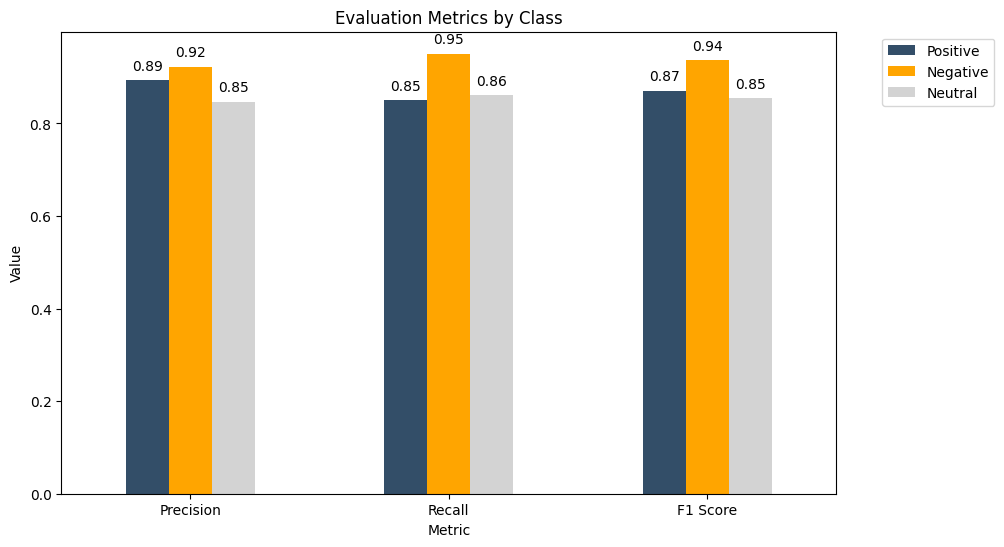 Evaluation Metrics by Class
Positive
Negative
Neutral
0.89
0.92
0.85
0.85
0.95
0.86
0.87
0.94
0.85
Value
0.8
0.6
0.4
0.2
0.0
Precision
Recall
F1 Score
Metric